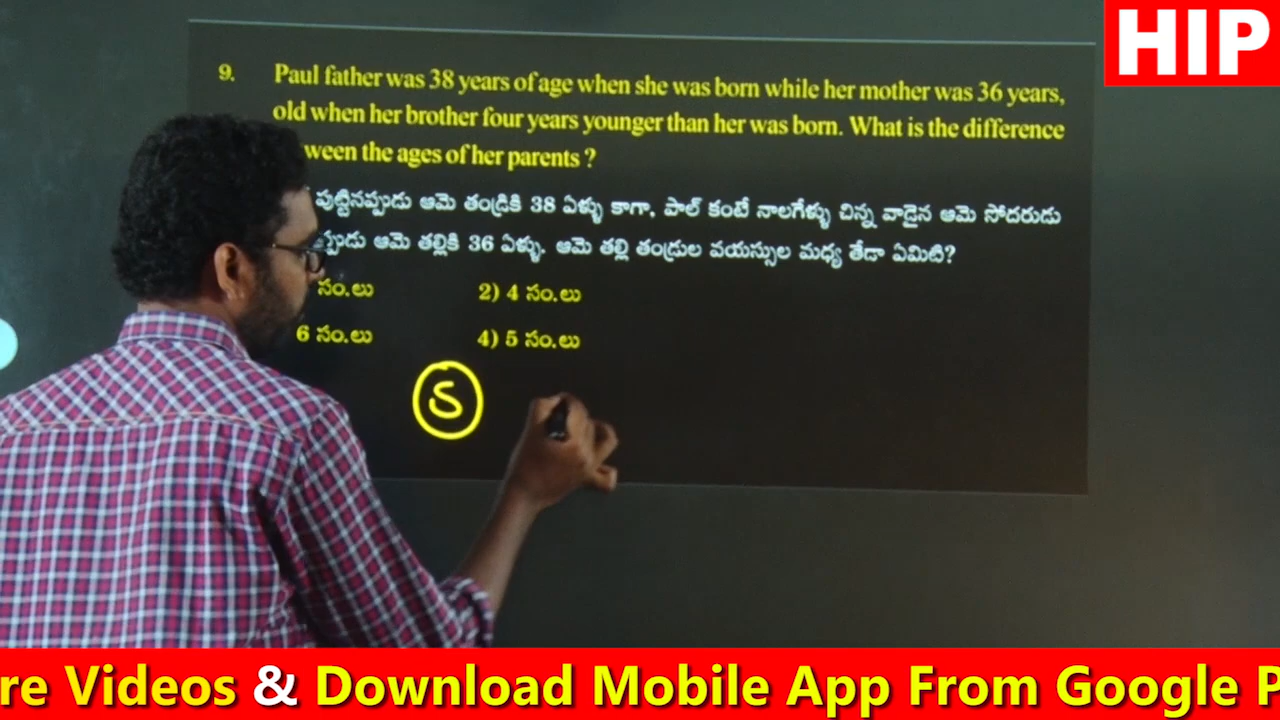 HIP
9. Paul father was 38 years of age when she was born while her mother was 36 years,
old when her brother four years younger than her was born. What is the difference
ween the ages of her parents ?
పుట్టినప్పుడు ఆమె తండ్రికి 38 ఏళ్ళు కాగా, పాల్ కంటే నాలగేళ్ళు చిన్న వాడైన ఆమె సోదరుడు
ప్పుడు ఆమె తల్లికి 36 ఏళ్ళు. ఆమె తల్లి తండ్రుల వయస్సుల మధ్య తేడా ఏమిటి?
సం.లు 2) 4 సం.లు
6 సం.లు 4) 5 సం.లు
S
re Videos & Download Mobile App From Google P